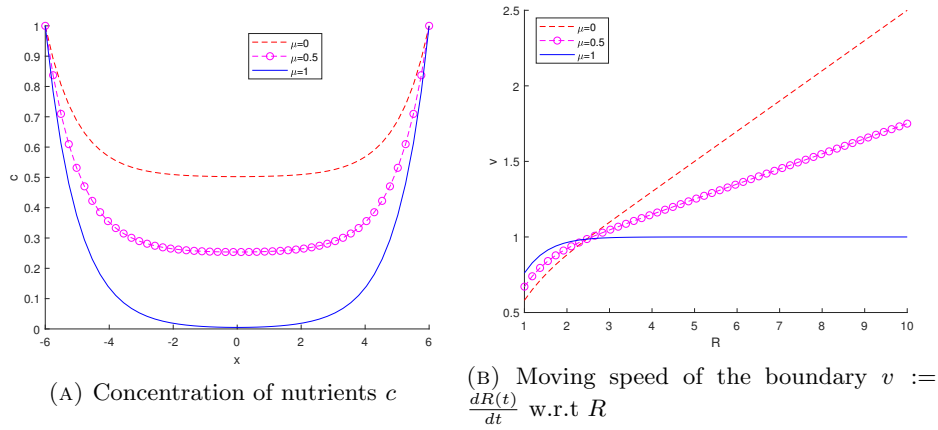 1
0.9
0.8
0.7
0.6
0.5
0.4
0.3
0.2
0.1
0
c
-6 -4 -2 0 2 4 6
x
μ=0
μ=0.5
μ=1
(A) Concentration of nutrients c
2.5
2
1.5
1
0.5
v
1 2 3 4 5 6 7 8 9 10
R
μ=0
μ=0.5
μ=1
(B) Moving speed of the boundary v :=
dR(t)/dt w.r.t R